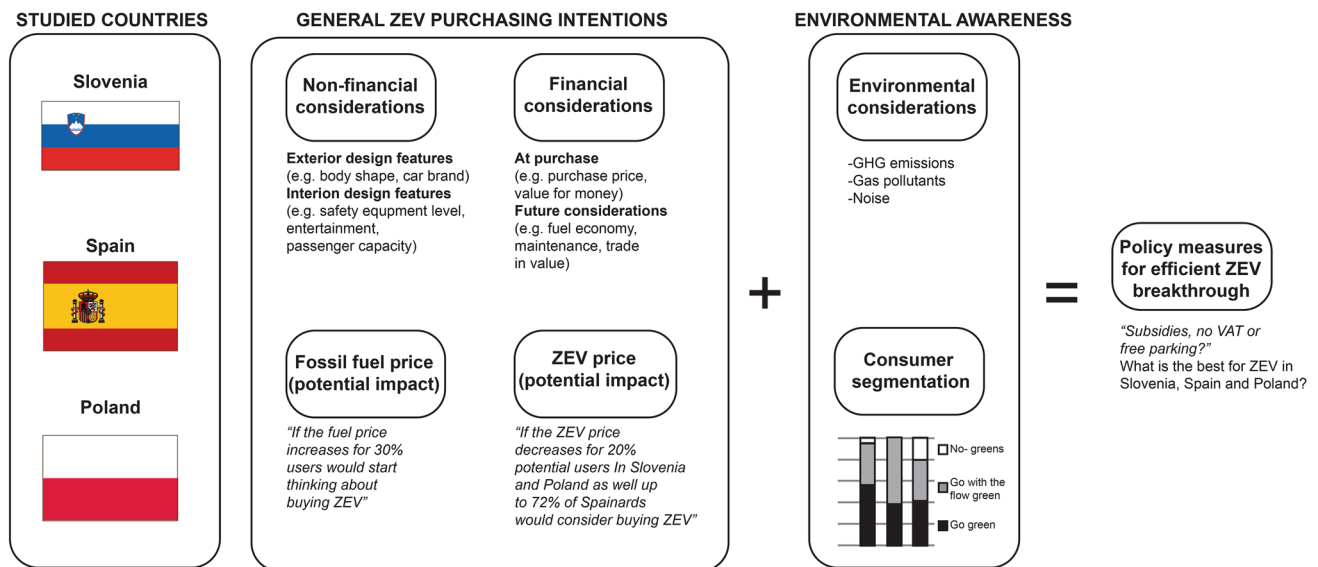 STUDIED COUNTRIES
Slovenia
Spain
Poland
GENERAL ZEV PURCHASING INTENTIONS
Non-financial
considerations
Exterior design features
(e.g. body shape, car brand)
Interion design features
(e.g. safety equpment level,
entertainment,
passenger capacity)
Financial
considerations
At purchase
(e.g. purchase price,
value for money)
Future considerations
(e.g. fuel economy,
maintenance, trade
in value)
Fossil fuel price
(potential impact)
“If the fuel price
increases for 30%
users would start
thinking about
buying ZEV”
ZEV price
(potential impact)
“If the ZEV price
decreases for 20%
potential users In Slovenia
and Poland as well up
to 72% of Spainards
would consider buying ZEV”
+
ENVIRONMENTAL AWARENESS
Environmental
considerations
-GHG emissions
-Gas pollutants
-Noise
Consumer
segmentation
No- greens
Go with the
flow green
Go green
=
Policy measures
for efficient ZEV
breakthrough
“Subsidies, no VAT or
free parking?”
What is the best for ZEV in
Slovenia, Spain and Poland?